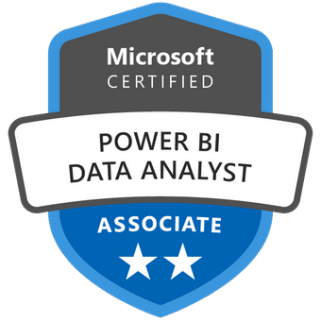 Microsoft
CERTIFIED
POWER BI
DATA ANALYST
ASSOCIATE